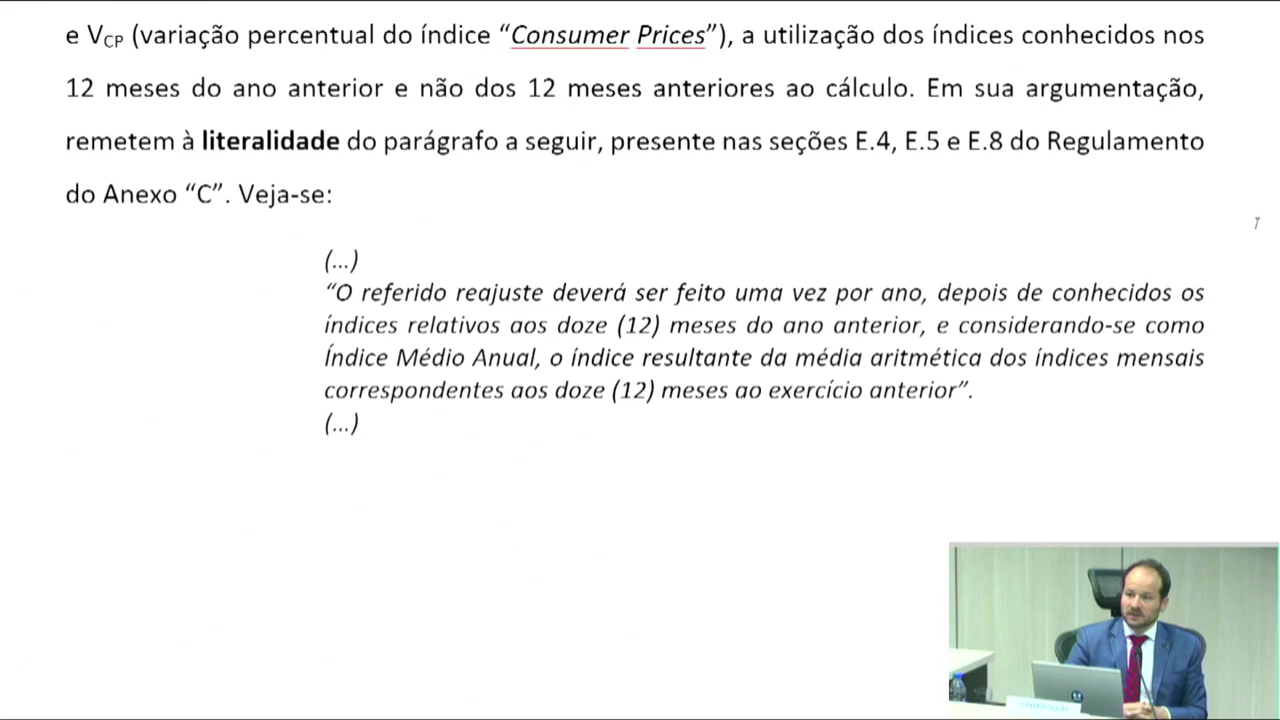 e VCP (variação percentual do índice “Consumer Prices”), a utilização dos índices conhecidos nos
12 meses do ano anterior e não dos 12 meses anteriores ao cálculo. Em sua argumentação,
remetem à literalidade do parágrafo a seguir, presente nas seções E.4, E.5 e E.8 do Regulamento
do Anexo “C”. Veja-se:
(...)
“O referido reajuste deverá ser feito uma vez por ano, depois de conhecidos os
índices relativos aos doze (12) meses do ano anterior, e considerando-se como
Índice Médio Anual, o índice resultante da média aritmética dos índices mensais
correspondentes aos doze (12) meses ao exercício anterior”.
(...)